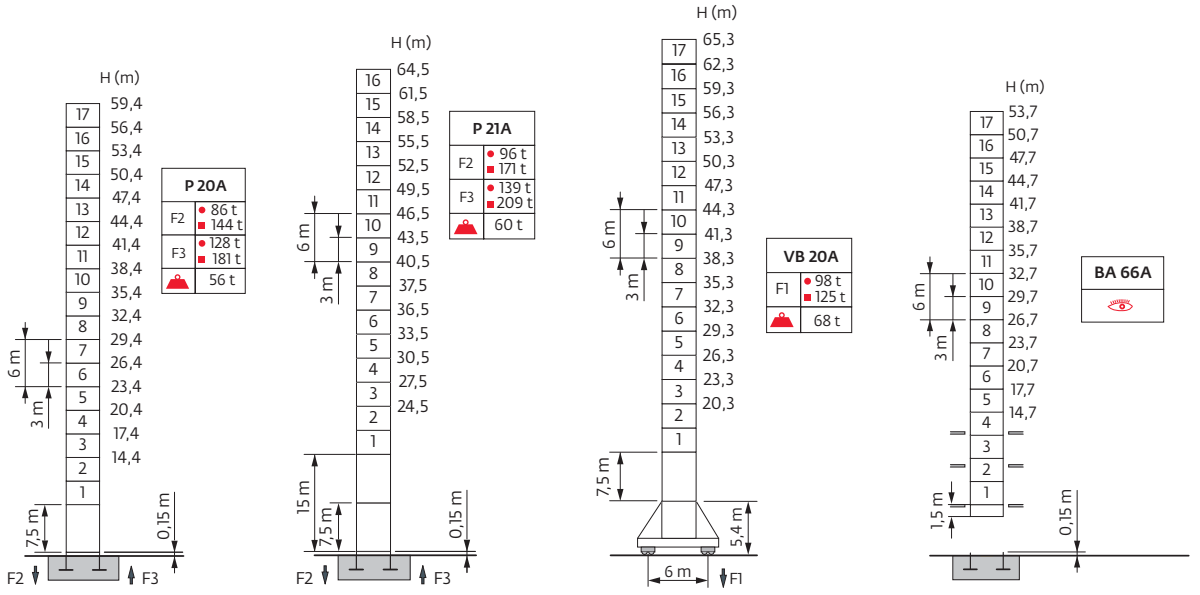 H (m)
59,4
17
56,4
16
53,4
15
50,4
14
47,4
13
44,4
12
41,4
11
38,4
10
35,4
9
32,4
8
29,4
7
26,4
6
23,4
5
20,4
4
17,4
3
14,4
2
1
6 m
3 m
7,5 m
0,15 m
F2
F3
P 20A
F2
86 t
144 t
F3
128 t
181 t
56 t
H (m)
64,5
16
61,5
15
58,5
14
55,5
13
52,5
12
49,5
11
46,5
10
43,5
9
40,5
8
37,5
7
36,5
6
33,5
5
30,5
4
27,5
3
24,5
2
1
6 m
3 m
15 m
7,5 m
0,15 m
F2
F3
P 21A
F2
96 t
171 t
F3
139 t
209 t
60 t
H (m)
65,3
17
62,3
16
59,3
15
56,3
14
53,3
13
50,3
12
47,3
11
44,3
10
41,3
9
38,3
8
35,3
7
32,3
6
29,3
5
26,3
4
23,3
3
20,3
2
1
6 m
3 m
7,5 m
5,4 m
6 m
F1
VB 20A
F1
98 t
125 t
68 t
H (m)
53,7
17
50,7
16
47,7
15
44,7
14
41,7
13
38,7
12
35,7
11
32,7
10
29,7
9
26,7
8
23,7
7
20,7
6
17,7
5
14,7
4
3
2
1
6 m
3 m
1,5 m
0,15 m
BA 66A